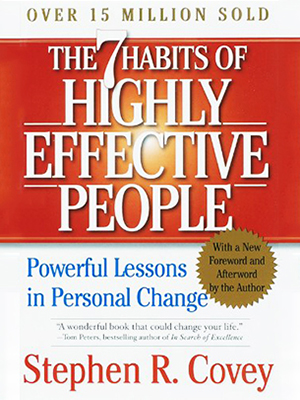 OVER 15 MILLION SOLD
THE 7 HABITS OF
HIGHLY
EFFECTIVE
PEOPLE
Powerful Lessons
in Personal Change
With a New
Foreword and
Afterword
by the Author
"A wonderful book that could change your life."
—Tom Peters, bestselling author of In Search of Excellence
Stephen R. Covey